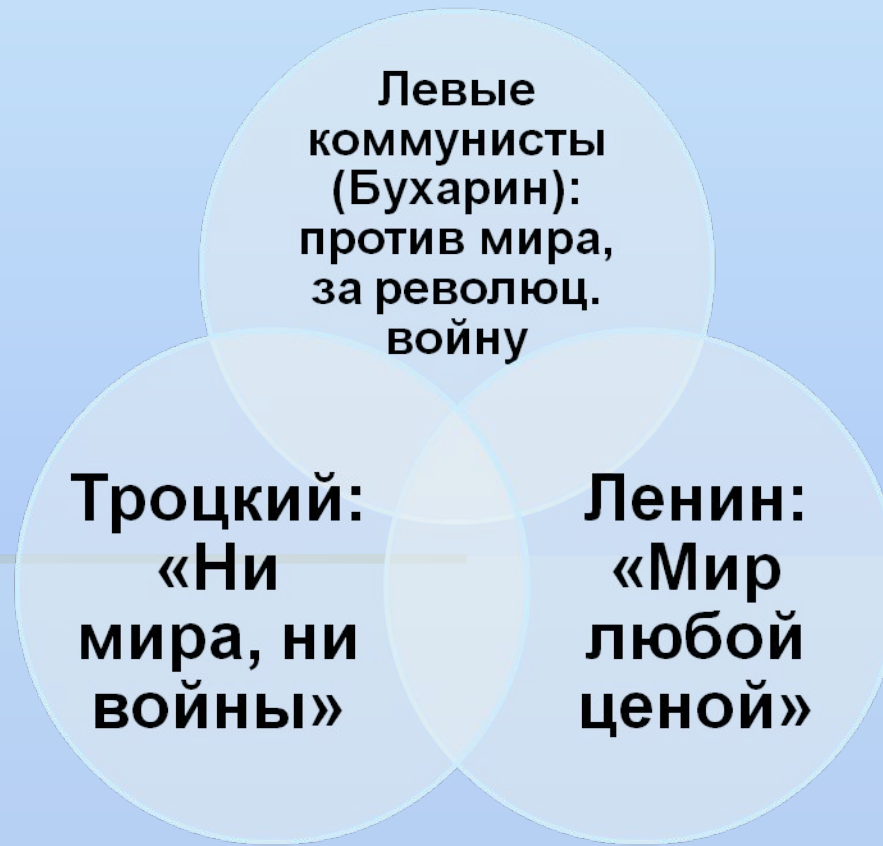 Левые
коммунисты
(Бухарин):
против мира,
за революц.
войну
Троцкий:
«Ни
мира, ни
войны»
Ленин:
«Мир
любой
ценой»